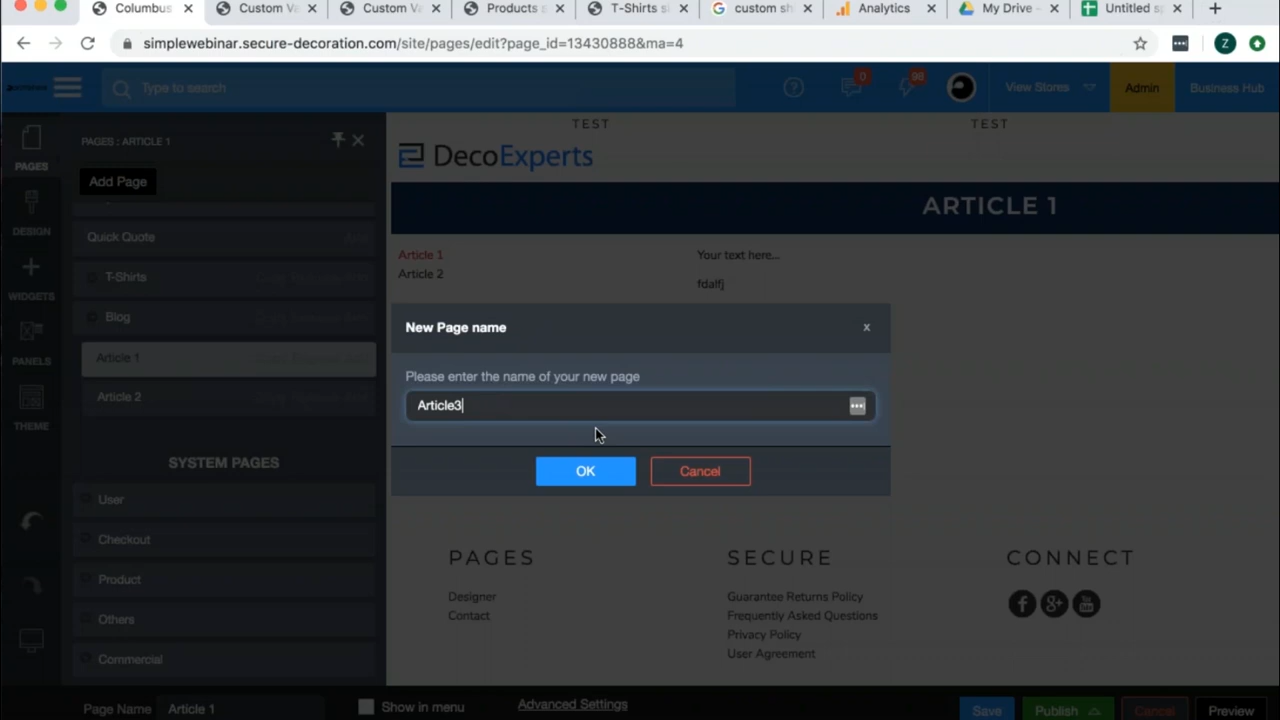 Columbus
Custom V
Custom V
Products s
T-Shirts si
custom sh
Analytics
My Drive -
Untitled s
simplewebinar.secure-decoration.com/site/pages/edit?page_id=13430888&ma=4
Z
Type to search
0
98
View Stores
Admin
Business Hub
PAGES : ARTICLE 1
TEST
TEST
PAGES
Add Page
DecoExperts
ARTICLE 1
DESIGN
Quick Quote
Article 1
Article 2
Your text here...
fdalfj
T-Shirts
WIDGETS
Blog
New Page name
x
PANELS
Article 1
Please enter the name of your new page
Article 2
Article3
THEME
SYSTEM PAGES
OK
Cancel
User
Checkout
Product
Others
Commercial
PAGES
SECURE
CONNECT
Designer
Guarantee Returns Policy
Contact
Frequently Asked Questions
Privacy Policy
User Agreement
Page Name
Article 1
Show in menu
Advanced Settings
Save
Publish
Cancel
Preview